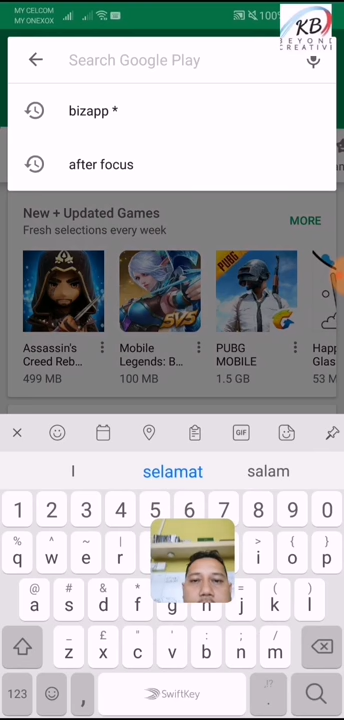 MY CELCOM
MY ONEXOX
100%
KB
BEYOND
CREATIVE
Search Google Play
bizapp *
after focus
New + Updated Games
Fresh selections every week
MORE
5V5
PUBG
Assassin's
Creed Reb...
499 MB
Mobile
Legends: B...
100 MB
PUBG
MOBILE
1.5 GB
Happ
Glas
53 M
GIF
I selamat salam
1 2 3 4 5 6 7 8 9 0
% ^ ~ | > { }
q w e r i o p
@ # & * = ( )
a s d f g h j k l
_ £ " ' : ; /
z x c v b n m
123 , SwiftKey ,!? .